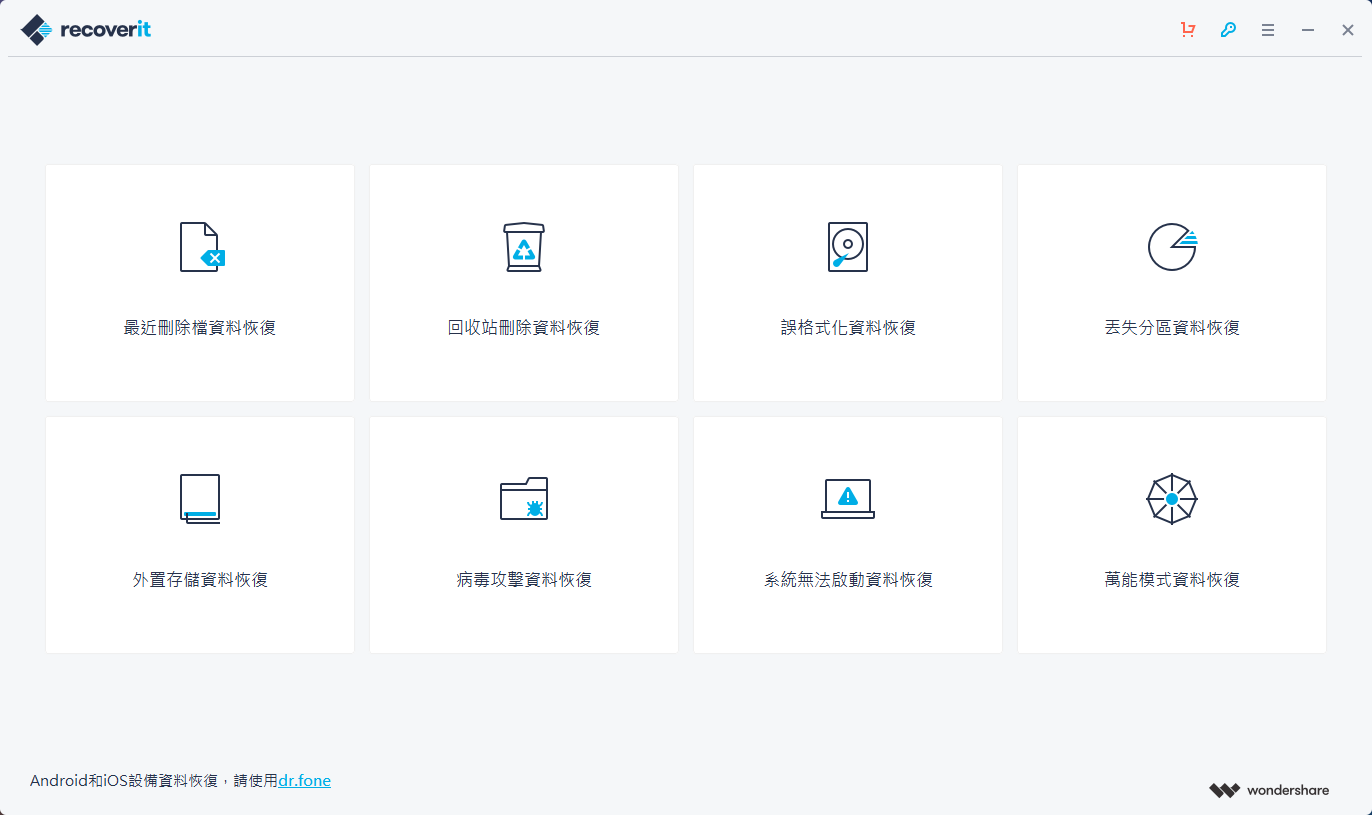 recoverit
最近刪除檔資料恢復
回收站刪除資料恢復
誤格式化資料恢復
丟失分區資料恢復
外置存儲資料恢復
病毒攻擊資料恢復
系統無法啟動資料恢復
萬能模式資料恢復
Android和iOS設備資料恢復，請使用dr.fone
wondershare